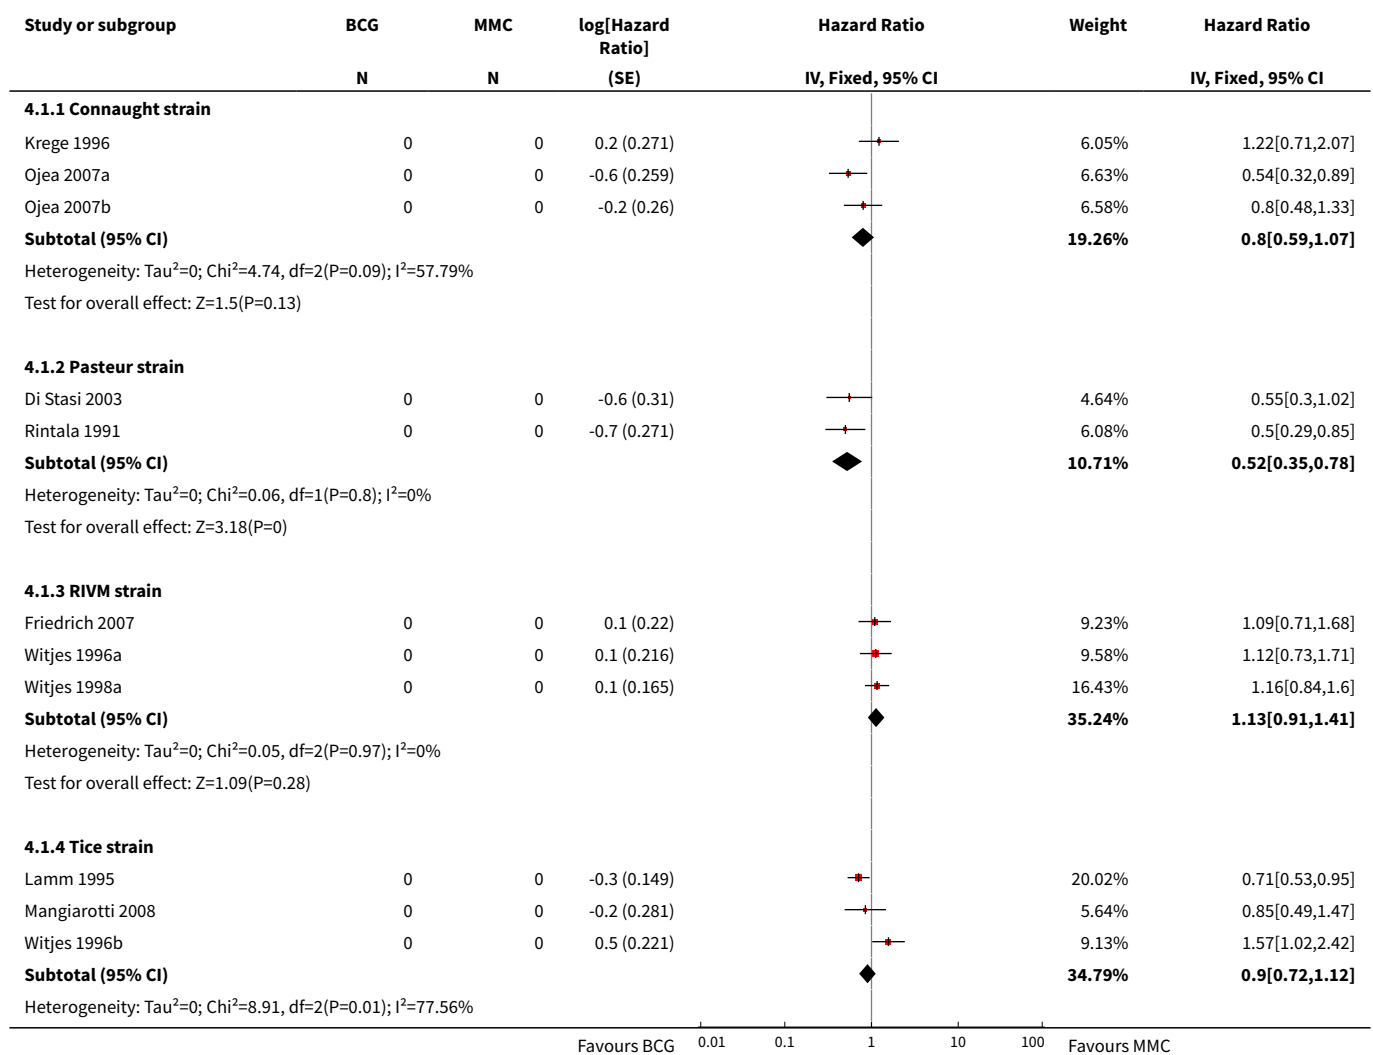 Study or subgroup BCG MMC log[Hazard Ratio] Hazard Ratio Weight Hazard Ratio
N N (SE) IV, Fixed, 95% CI IV, Fixed, 95% CI
4.1.1 Connaught strain
Krege 1996 0 0 0.2 (0.271) 6.05% 1.22[0.71,2.07]
Ojea 2007a 0 0 -0.6 (0.259) 6.63% 0.54[0.32,0.89]
Ojea 2007b 0 0 -0.2 (0.26) 6.58% 0.8[0.48,1.33]
Subtotal (95% CI) 19.26% 0.8[0.59,1.07]
Heterogeneity: Tau²=0; Chi²=4.74, df=2(P=0.09); I²=57.79%
Test for overall effect: Z=1.5(P=0.13)
4.1.2 Pasteur strain
Di Stasi 2003 0 0 -0.6 (0.31) 4.64% 0.55[0.3,1.02]
Rintala 1991 0 0 -0.7 (0.271) 6.08% 0.5[0.29,0.85]
Subtotal (95% CI) 10.71% 0.52[0.35,0.78]
Heterogeneity: Tau²=0; Chi²=0.06, df=1(P=0.8); I²=0%
Test for overall effect: Z=3.18(P=0)
4.1.3 RIVM strain
Friedrich 2007 0 0 0.1 (0.22) 9.23% 1.09[0.71,1.68]
Witjes 1996a 0 0 0.1 (0.216) 9.58% 1.12[0.73,1.71]
Witjes 1998a 0 0 0.1 (0.165) 16.43% 1.16[0.84,1.6]
Subtotal (95% CI) 35.24% 1.13[0.91,1.41]
Heterogeneity: Tau²=0; Chi²=0.05, df=2(P=0.97); I²=0%
Test for overall effect: Z=1.09(P=0.28)
4.1.4 Tice strain
Lamm 1995 0 0 -0.3 (0.149) 20.02% 0.71[0.53,0.95]
Mangiarotti 2008 0 0 -0.2 (0.281) 5.64% 0.85[0.49,1.47]
Witjes 1996b 0 0 0.5 (0.221) 9.13% 1.57[1.02,2.42]
Subtotal (95% CI) 34.79% 0.9[0.72,1.12]
Heterogeneity: Tau²=0; Chi²=8.91, df=2(P=0.01); I²=77.56%
Favours BCG 0.01 0.1 1 10 100 Favours MMC